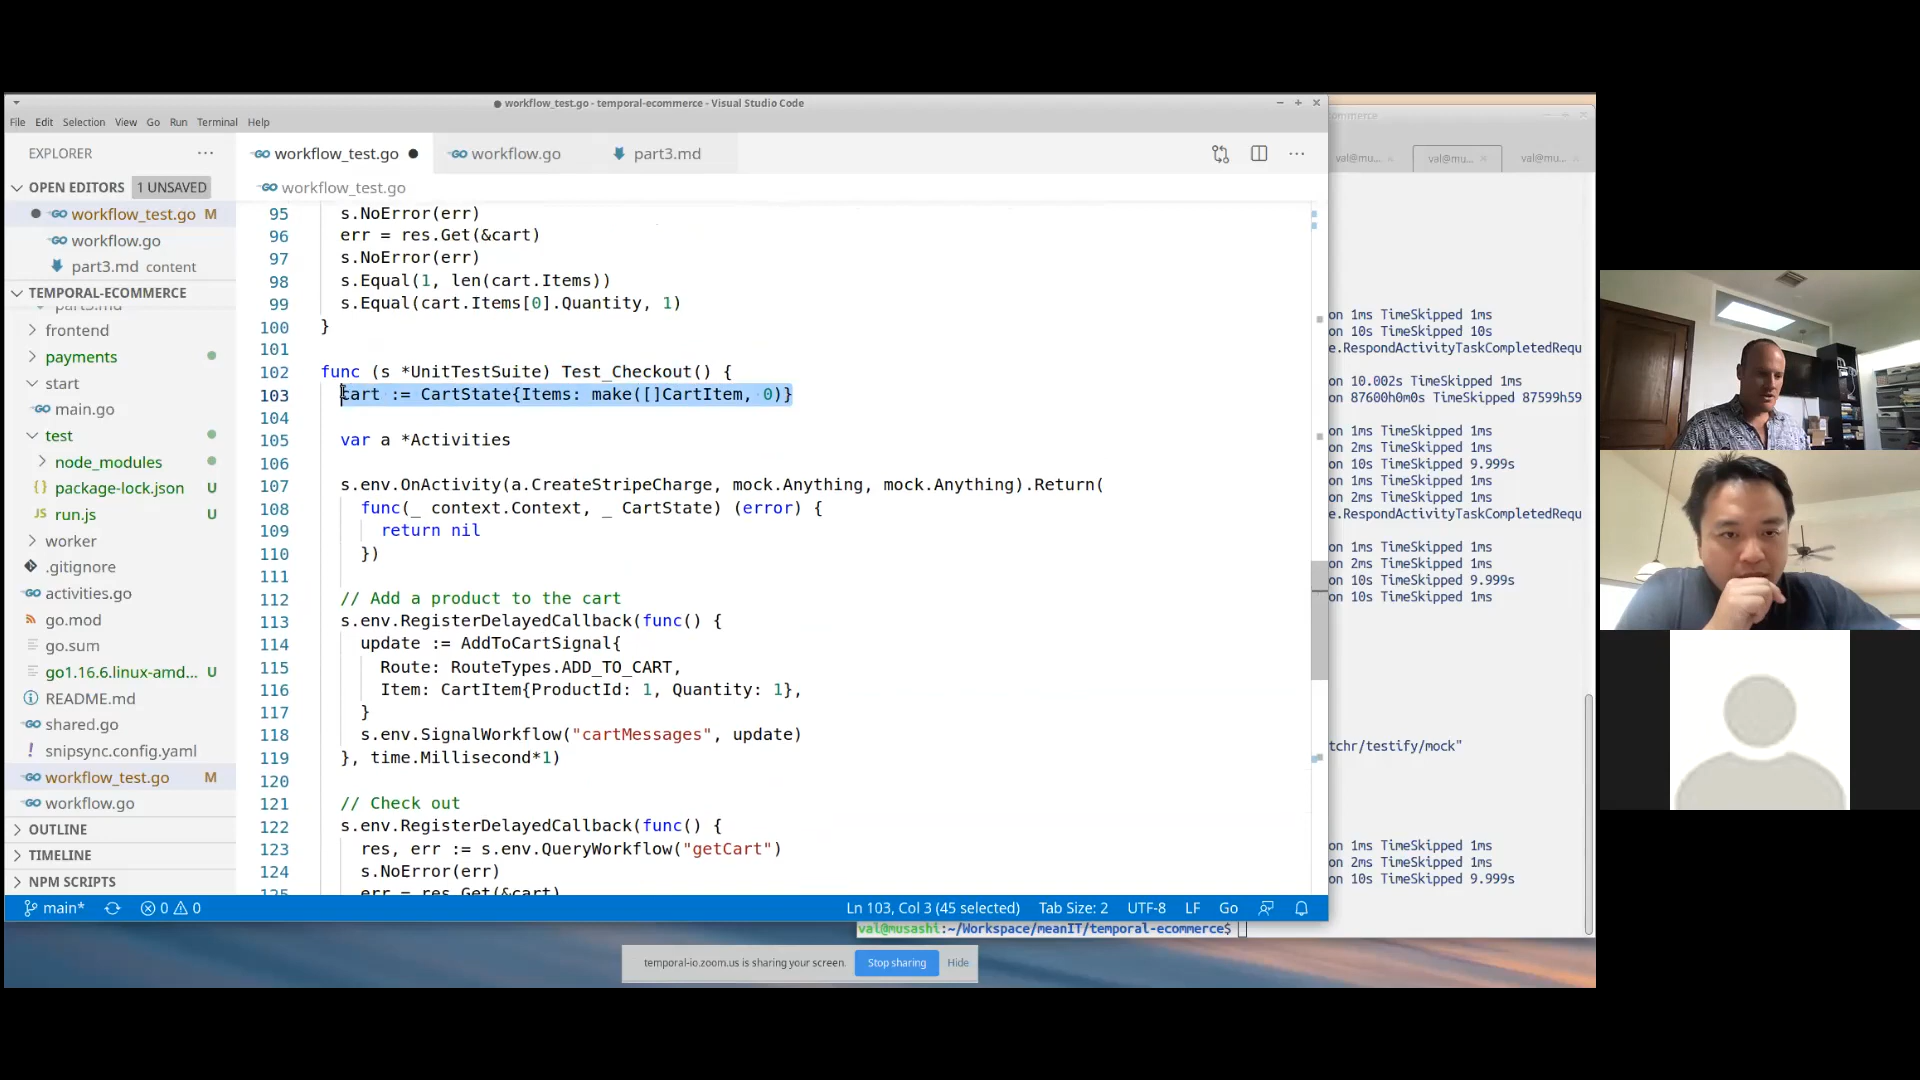 workflow_test.go - temporal-ecommerce - Visual Studio Code
File Edit Selection View Go Run Terminal Help
EXPLORER
workflow_test.go
workflow.go
part3.md
OPEN EDITORS 1 UNSAVED
workflow_test.go M
workflow.go
part3.md content
TEMPORAL-ECOMMERCE
frontend
payments
start
main.go
test
node_modules
package-lock.json U
run.js U
worker
.gitignore
activities.go
go.mod
go.sum
go1.16.6.linux-amd... U
README.md
shared.go
snipsync.config.yaml
workflow_test.go M
workflow.go
OUTLINE
TIMELINE
NPM SCRIPTS
workflow_test.go
95 s.NoError(err)
96 err = res.Get(&cart)
97 s.NoError(err)
98 s.Equal(1, len(cart.Items))
99 s.Equal(cart.Items[0].Quantity, 1)
100 }
101
102 func (s *UnitTestSuite) Test_Checkout() {
103 cart := CartState{Items: make([]CartItem, 0)}
104
105 var a *Activities
106
107 s.env.OnActivity(a.CreateStripeCharge, mock.Anything, mock.Anything).Return(
108 func(_ context.Context, _ CartState) (error) {
109 return nil
110 })
111
112 // Add a product to the cart
113 s.env.RegisterDelayedCallback(func() {
114 update := AddToCartSignal{
115 Route: RouteTypes.ADD_TO_CART,
116 Item: CartItem{ProductId: 1, Quantity: 1},
117 }
118 s.env.SignalWorkflow("cartMessages", update)
119 }, time.Millisecond*1)
120
121 // Check out
122 s.env.RegisterDelayedCallback(func() {
123 res, err := s.env.QueryWorkflow("getCart")
124 s.NoError(err)
125 err = res.Get(&cart)
main* 0 0 Ln 103, Col 3 (45 selected) Tab Size: 2 UTF-8 LF Go
ommerce
val@mu... val@mu... val@mu...
on 1ms TimeSkipped 1ms
on 10s TimeSkipped 10s
e.RespondActivityTaskCompletedRequ
on 10.002s TimeSkipped 1ms
on 87600h0m0s TimeSkipped 87599h59
on 1ms TimeSkipped 1ms
on 2ms TimeSkipped 1ms
on 10s TimeSkipped 9.999s
on 1ms TimeSkipped 1ms
on 2ms TimeSkipped 1ms
e.RespondActivityTaskCompletedRequ
on 1ms TimeSkipped 1ms
on 2ms TimeSkipped 1ms
on 10s TimeSkipped 9.999s
on 10s TimeSkipped 1ms
tchr/testify/mock"
on 1ms TimeSkipped 1ms
on 2ms TimeSkipped 1ms
on 10s TimeSkipped 9.999s
val@musashi:~/Workspace/meanIT/temporal-ecommerce$
temporal-io.zoom.us is sharing your screen. Stop sharing Hide